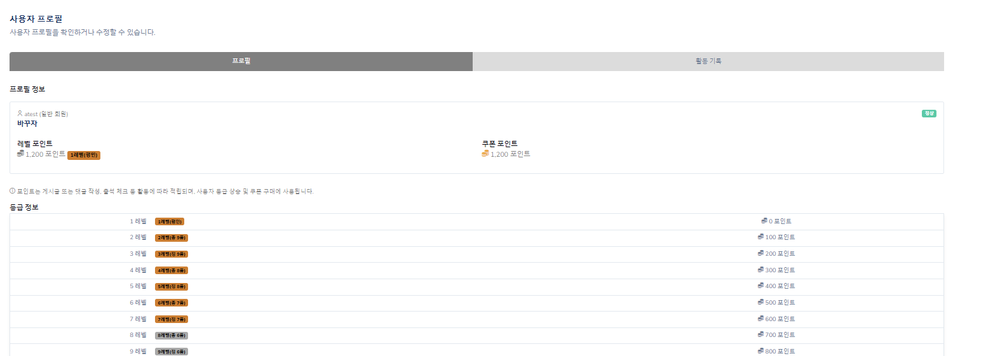 사용자 프로필
사용자 프로필을 확인하거나 수정할 수 있습니다.
프로필 활동 기록
프로필 정보
atest (일반 회원) 정상
바꾸자
레벨 포인트 쿠폰 포인트
1,200 포인트 1레벨(평민) 1,200 포인트
포인트는 게시글 또는 댓글 작성, 출석 체크 등 활동에 따라 적립되며, 사용자 등급 상승 및 쿠폰 구매에 사용됩니다.
등급 정보
1 레벨 1레벨(평민) 0 포인트
2 레벨 2레벨(종 9품) 100 포인트
3 레벨 3레벨(정 9품) 200 포인트
4 레벨 4레벨(종 8품) 300 포인트
5 레벨 5레벨(정 8품) 400 포인트
6 레벨 6레벨(종 7품) 500 포인트
7 레벨 7레벨(정 7품) 600 포인트
8 레벨 8레벨(종 6품) 700 포인트
9 레벨 9레벨(정 6품) 800 포인트